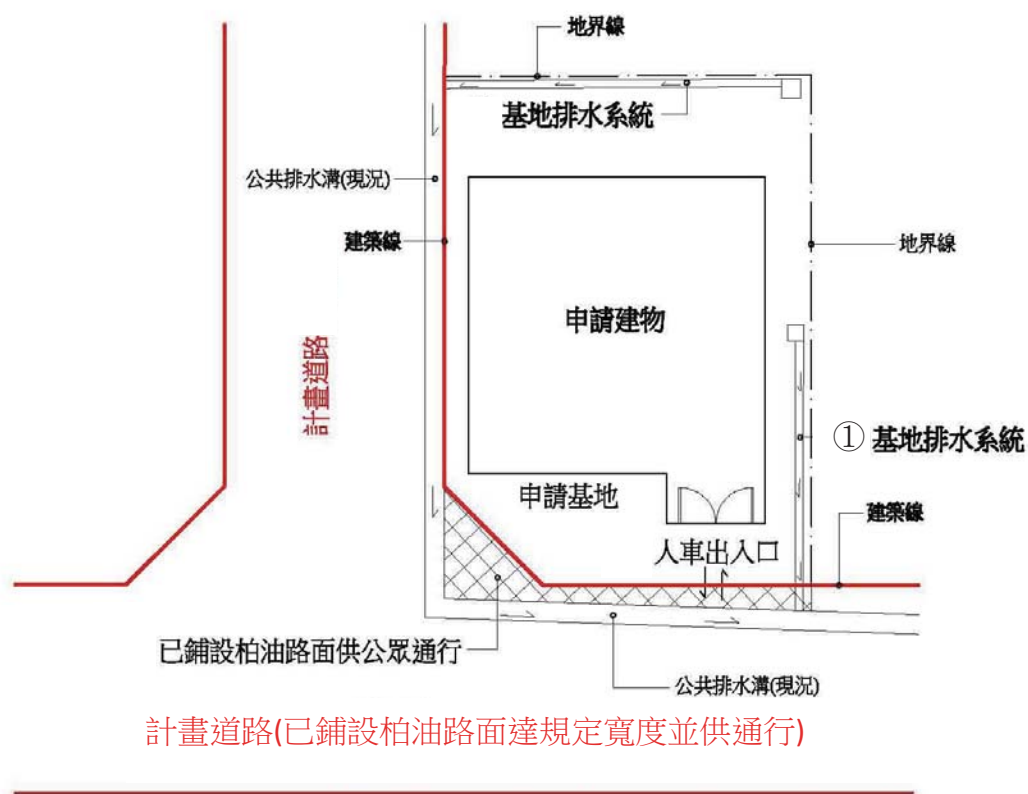 地界線
基地排水系統
公共排水溝(現況)
建築線
地界線
申請建物
計畫道路
① 基地排水系統
申請基地
建築線
人車出入口
已鋪設柏油路面供公眾通行
公共排水溝(現況)
計畫道路(已鋪設柏油路面達規定寬度並供通行)